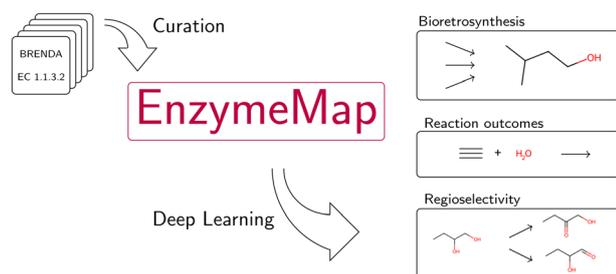 BRENDA
EC 1.1.3.2
Curation
EnzymeMap
Deep Learning
Bioretrosynthesis
OH
Reaction outcomes
+ H₂O
Regioselectivity
OH
OH
OH
O
O
OH